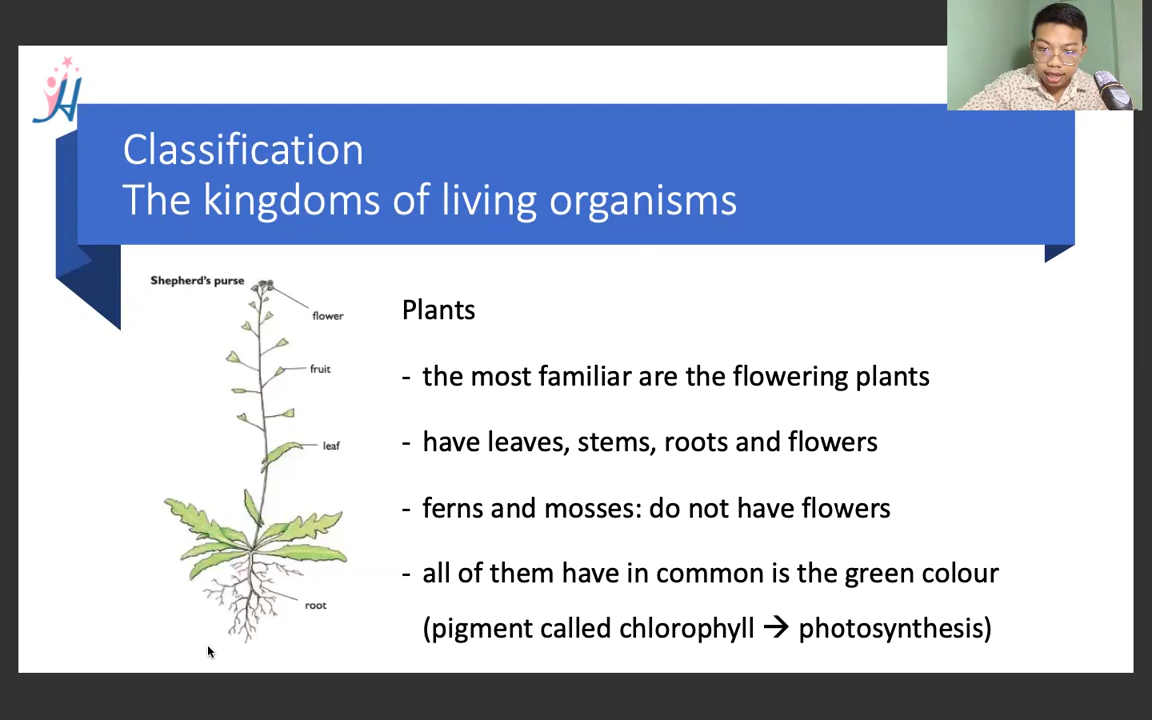 Classification
The kingdoms of living organisms
Shepherd's purse
flower
fruit
leaf
root
Plants
- the most familiar are the flowering plants
- have leaves, stems, roots and flowers
- ferns and mosses: do not have flowers
- all of them have in common is the green colour
(pigment called chlorophyll → photosynthesis)